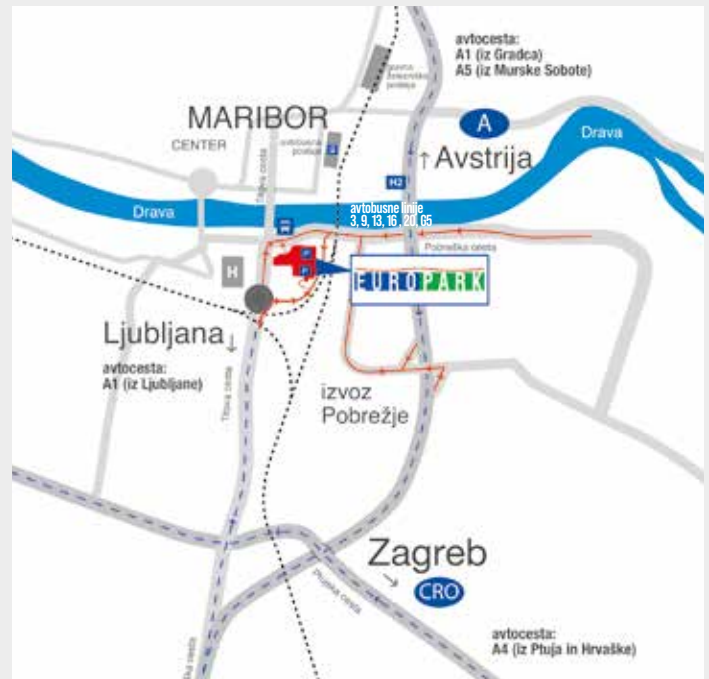 avtocesta:
A1 (iz Gradca)
A5 (iz Murske Sobote)
MARIBOR
CENTER
A
↑ Avstrija
Drava
Titova cesta
H2
Drava
avtobusne linije
3, 9, 13, 16, 20, G5
Pobreška cesta
H
P
P
EUROPARK
Ljubljana
←
avtocesta:
A1 (iz Ljubljane)
Titova cesta
izvoz
Pobrežje
Zagreb
CRO
Ptujska cesta
avtocesta:
A4 (iz Ptuja in Hrvaške)